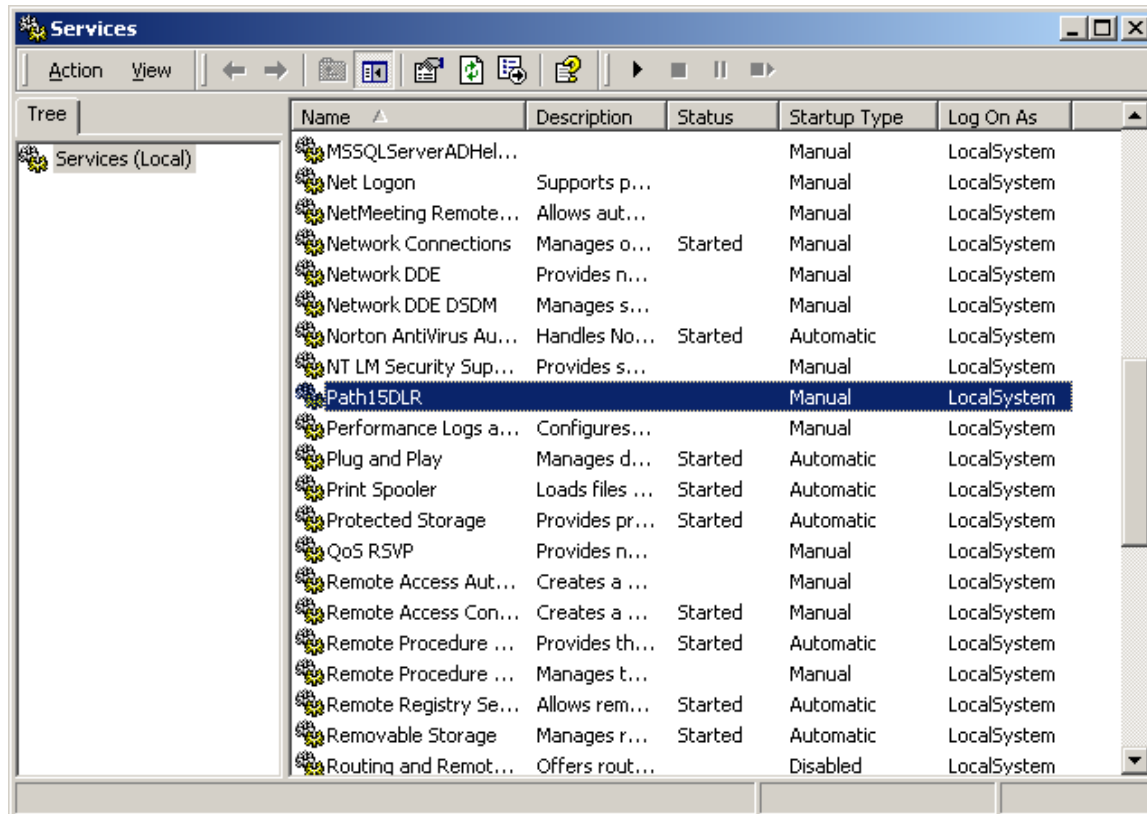 Services
Action View
Tree
Services (Local)
Name Description Status Startup Type Log On As
MSSQLServerADHel... Manual LocalSystem
Net Logon Supports p... Manual LocalSystem
NetMeeting Remote... Allows aut... Manual LocalSystem
Network Connections Manages o... Started Manual LocalSystem
Network DDE Provides n... Manual LocalSystem
Network DDE DSDM Manages s... Manual LocalSystem
Norton AntiVirus Au... Handles No... Started Automatic LocalSystem
NT LM Security Sup... Provides s... Manual LocalSystem
Path15DLR Manual LocalSystem
Performance Logs a... Configures... Manual LocalSystem
Plug and Play Manages d... Started Automatic LocalSystem
Print Spooler Loads files ... Started Automatic LocalSystem
Protected Storage Provides pr... Started Automatic LocalSystem
QoS RSVP Provides n... Manual LocalSystem
Remote Access Aut... Creates a ... Manual LocalSystem
Remote Access Con... Creates a ... Started Manual LocalSystem
Remote Procedure ... Provides th... Started Automatic LocalSystem
Remote Procedure ... Manages t... Manual LocalSystem
Remote Registry Se... Allows rem... Started Automatic LocalSystem
Removable Storage Manages r... Started Automatic LocalSystem
Routing and Remot... Offers rout... Disabled LocalSystem